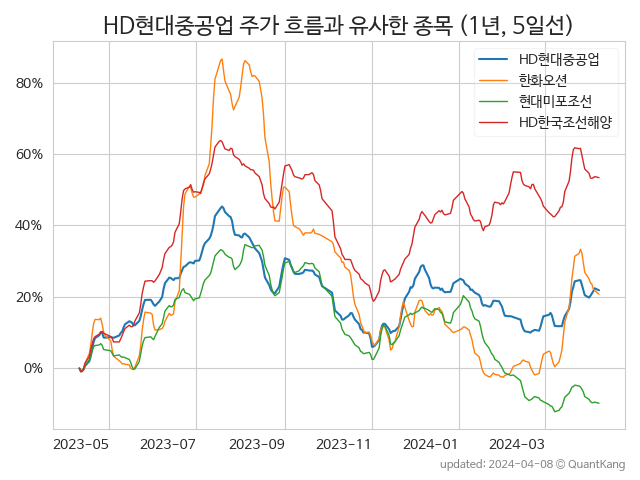 HD현대중공업 주가 흐름과 유사한 종목 (1년, 5일선)
HD현대중공업
한화오션
현대미포조선
HD한국조선해양
80%
60%
40%
20%
0%
2023-05 2023-07 2023-09 2023-11 2024-01 2024-03
updated: 2024-04-08 © QuantKang